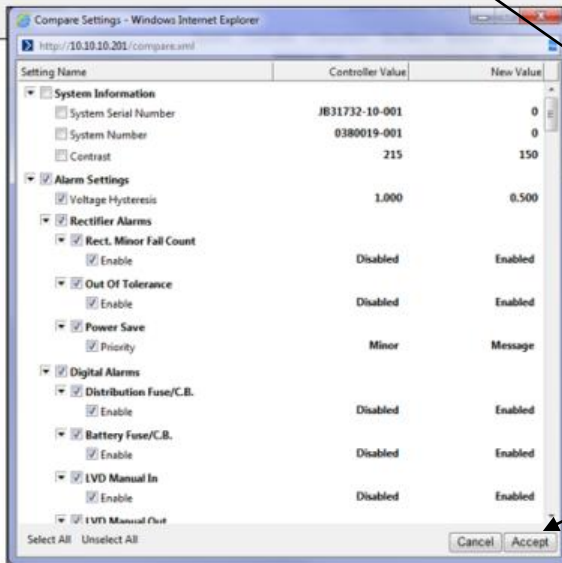 Compare Settings - Windows Internet Explorer
http://10.10.10.201/compare.xml
Setting Name Controller Value New Value
System Information
System Serial Number JB31732-10-001 0
System Number 0380019-001 0
Contrast 215 150
Alarm Settings
Voltage Hysteresis 1.000 0.500
Rectifier Alarms
Rect. Minor Fail Count
Enable Disabled Enabled
Out Of Tolerance
Enable Disabled Enabled
Power Save
Priority Minor Message
Digital Alarms
Distribution Fuse/C.B.
Enable Disabled Enabled
Battery Fuse/C.B.
Enable Disabled Enabled
LVD Manual In
Enable Disabled Enabled
LVD Manual Out
Select All Unselect All Cancel Accept